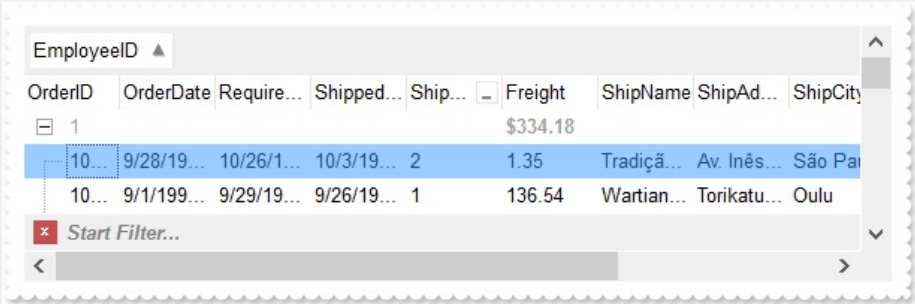 EmployeeID
OrderID OrderDate Require... Shipped... Ship... Freight ShipName ShipAd... ShipCity
1 $334.18
10... 9/28/19... 10/26/1... 10/3/19... 2 1.35 Tradiçã... Av. Inês... São Pau
10... 9/1/199... 9/29/19... 9/26/19... 1 136.54 Wartian... Torikatu... Oulu
x Start Filter...